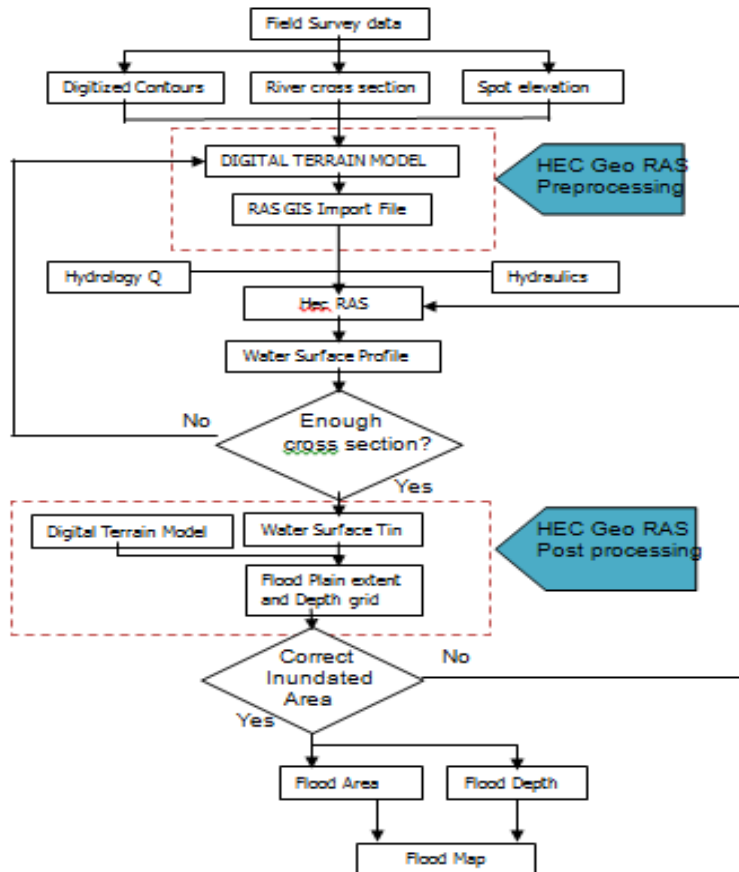 Field Survey data
Digitized Contours
River cross section
Spot elevation
DIGITAL TERRAIN MODEL
HEC Geo RAS
Preprocessing
RAS GIS Import File
Hydrology Q
Hydraulics
Hec RAS
Water Surface Profile
No
Enough
cross section?
Yes
Digital Terrain Model
Water Surface Tin
HEC Geo RAS
Post processing
Flood Plain extent
and Depth grid
Correct
Inundated
Area
No
Yes
Flood Area
Flood Depth
Flood Map